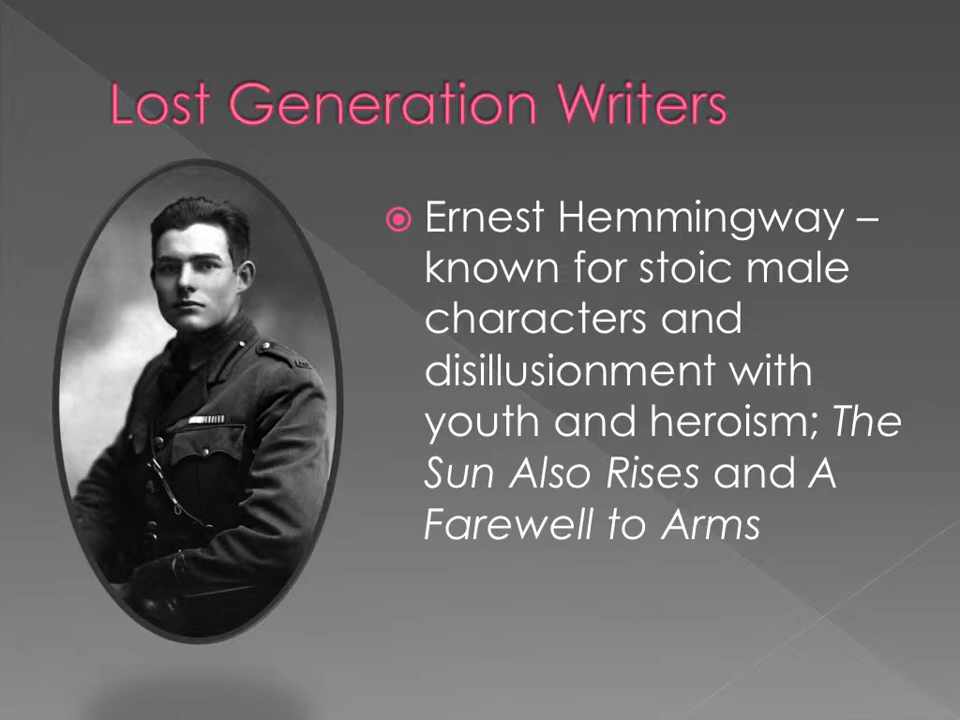 Lost Generation Writers
Ernest Hemmingway –
known for stoic male
characters and
disillusionment with
youth and heroism; The
Sun Also Rises and A
Farewell to Arms